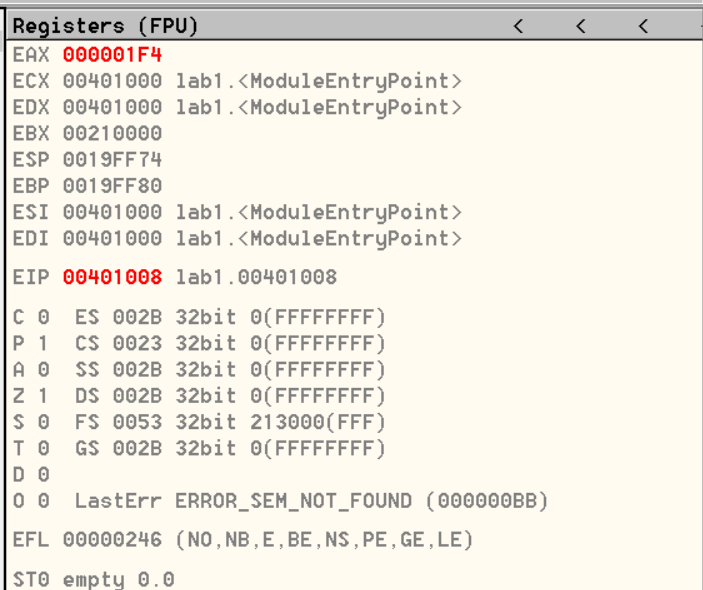 Registers (FPU) < < <
EAX 000001F4
ECX 00401000 lab1.<ModuleEntryPoint>
EDX 00401000 lab1.<ModuleEntryPoint>
EBX 00210000
ESP 0019FF74
EBP 0019FF80
ESI 00401000 lab1.<ModuleEntryPoint>
EDI 00401000 lab1.<ModuleEntryPoint>
EIP 00401008 lab1.00401008
C 0 ES 002B 32bit 0(FFFFFFFF)
P 1 CS 0023 32bit 0(FFFFFFFF)
A 0 SS 002B 32bit 0(FFFFFFFF)
Z 1 DS 002B 32bit 0(FFFFFFFF)
S 0 FS 0053 32bit 213000(FFF)
T 0 GS 002B 32bit 0(FFFFFFFF)
D 0
O 0 LastErr ERROR_SEM_NOT_FOUND (000000BB)
EFL 00000246 (NO,NB,E,BE,NS,PE,GE,LE)
ST0 empty 0.0